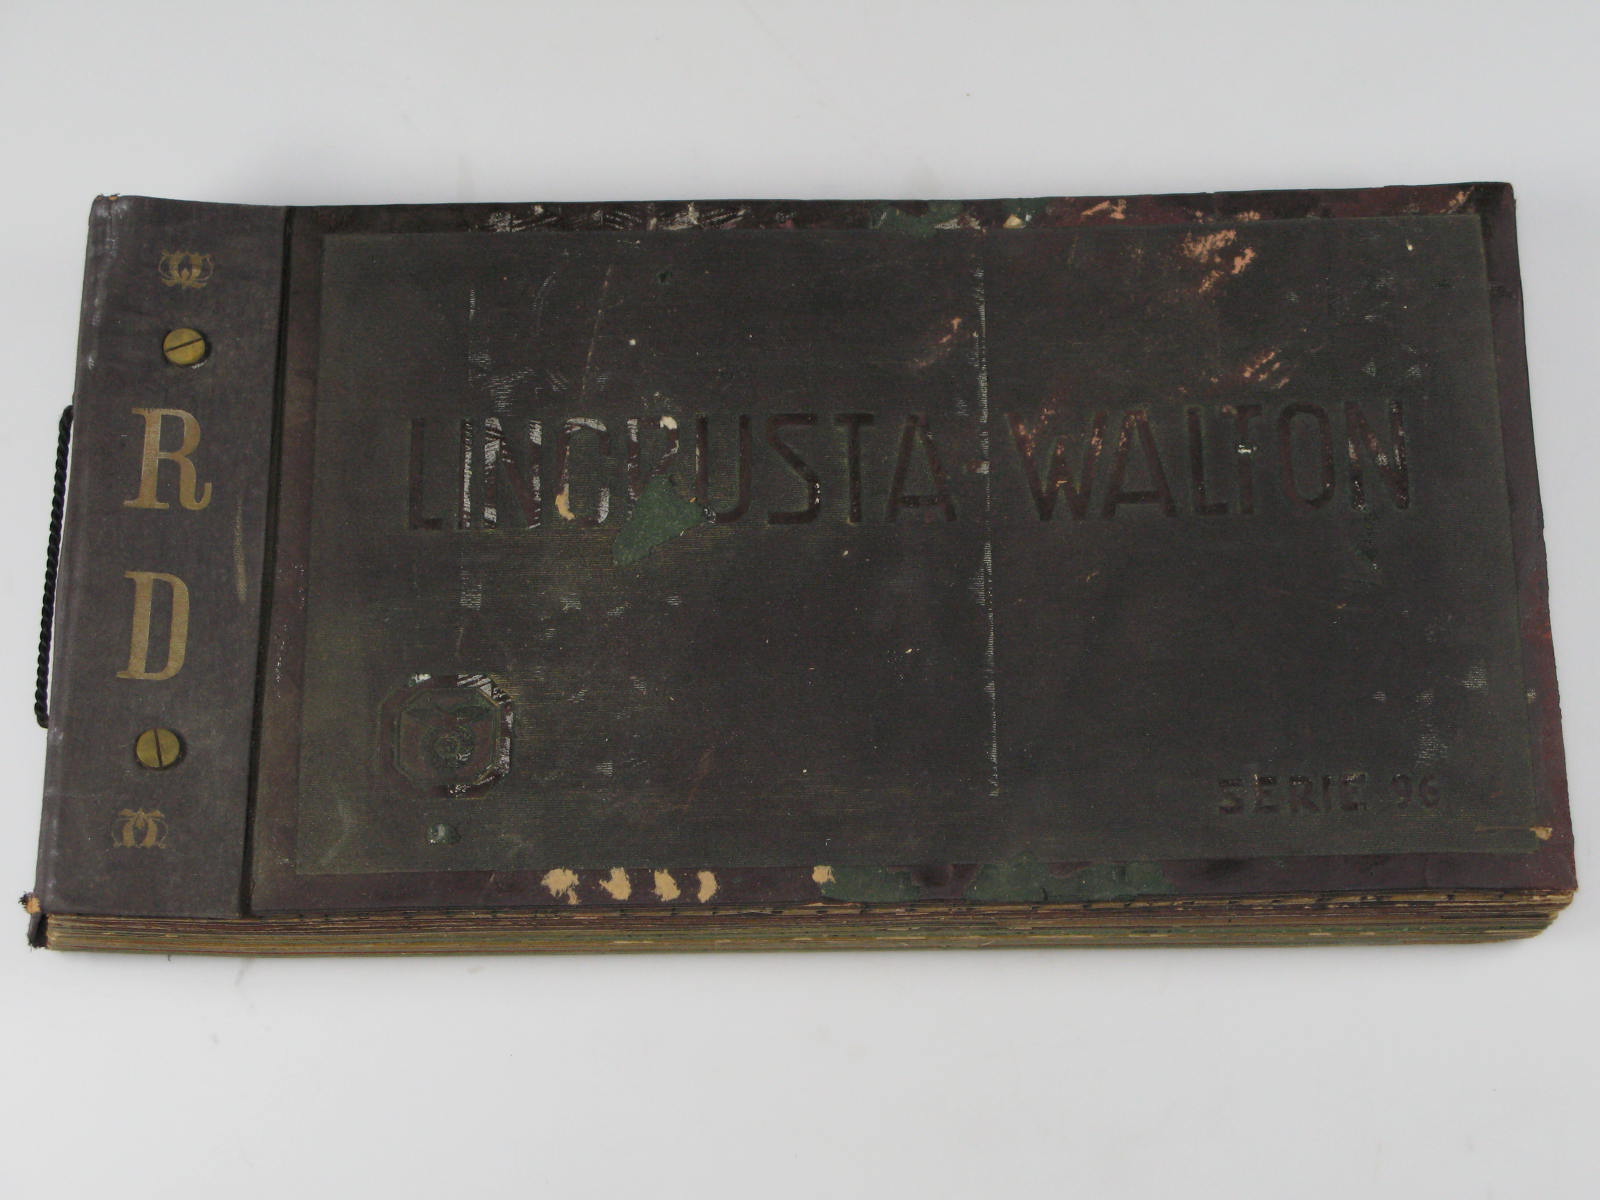 R
D
LINCRUSTA-WALTON
SERIE 96